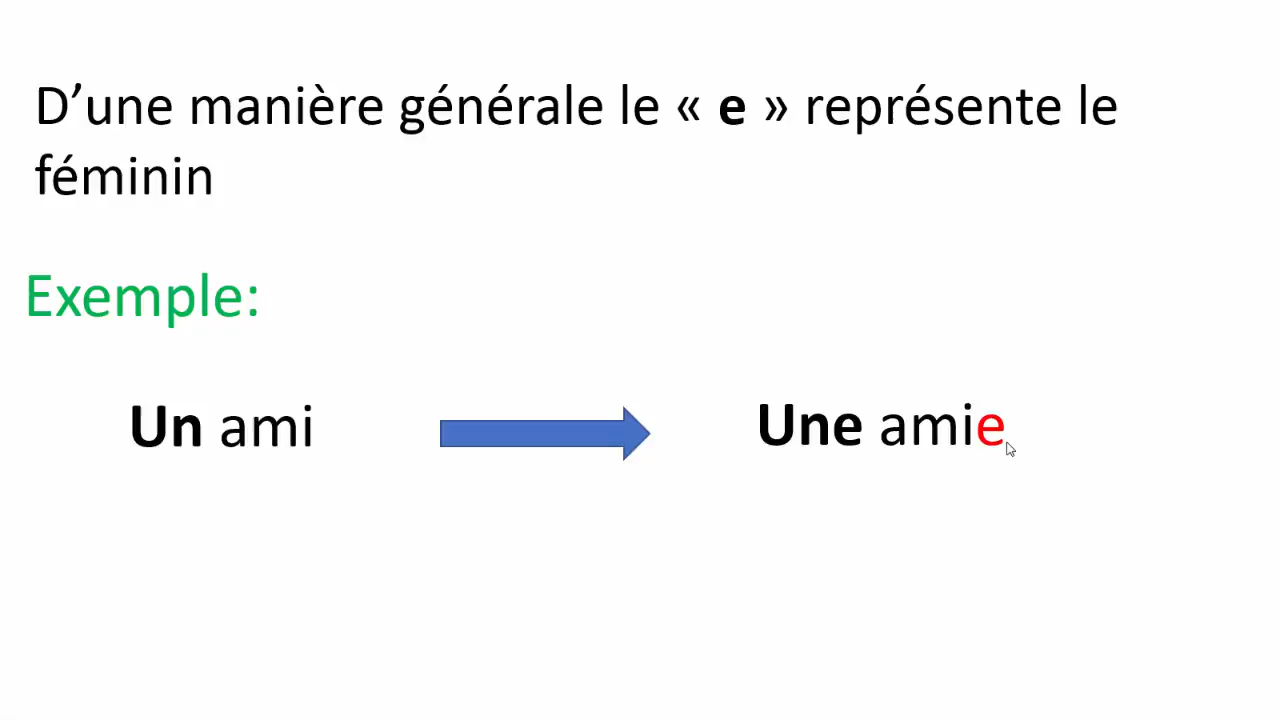 D’une manière générale le « e » représente le
féminin
Exemple:
Un ami Une amie